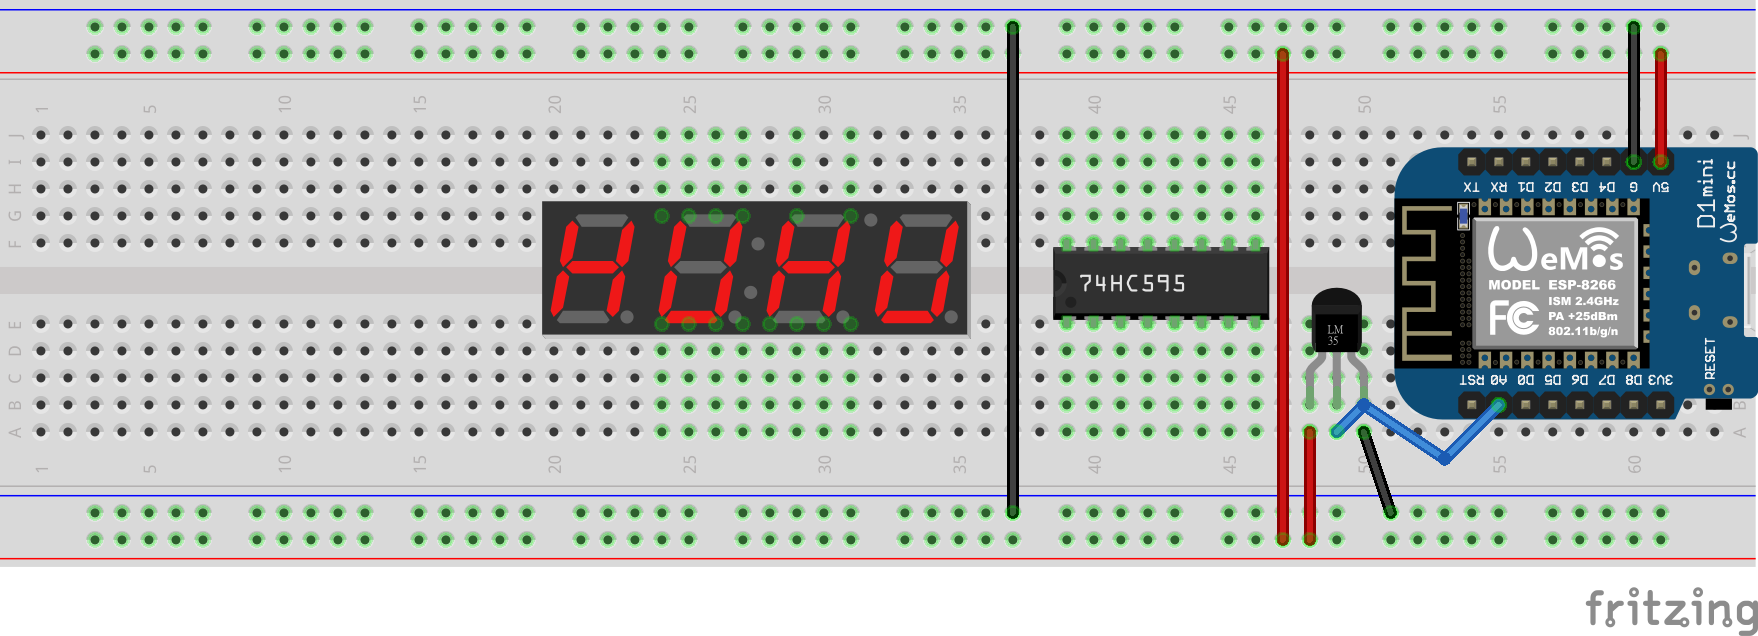 1 5 10 15 20 25 30 35 40 45 50 55
J
I
H
G
F
J
TX RX D1 D2 D3 D4 G 5V
D1mini
WeMos.cc
WeMos
MODEL ESP-8266
ISM 2.4GHz
PA +25dBm
802.11b/g/n
FC
74HC595
LM
35
RST A0 D0 D5 D6 D7 D8 3V3
RESET
E
D
C
B
A
B
A
1 5 10 15 20 25 30 35 40 45 50 55 60
fritzing